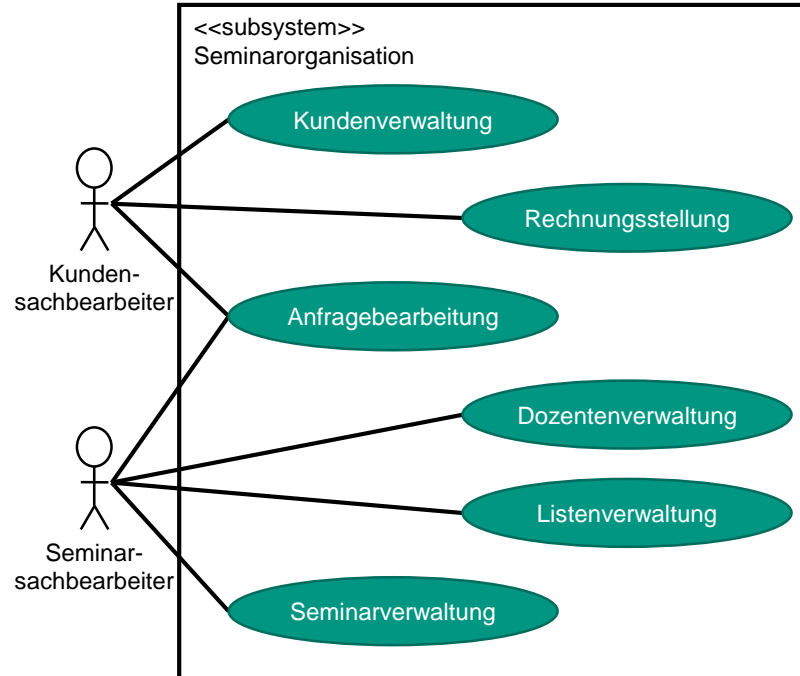 <<subsystem>>
Seminarorganisation
Kundenverwaltung
Rechnungsstellung
Kunden-
sachbearbeiter
Anfragebearbeitung
Dozentenverwaltung
Listenverwaltung
Seminar-
sachbearbeiter
Seminarverwaltung